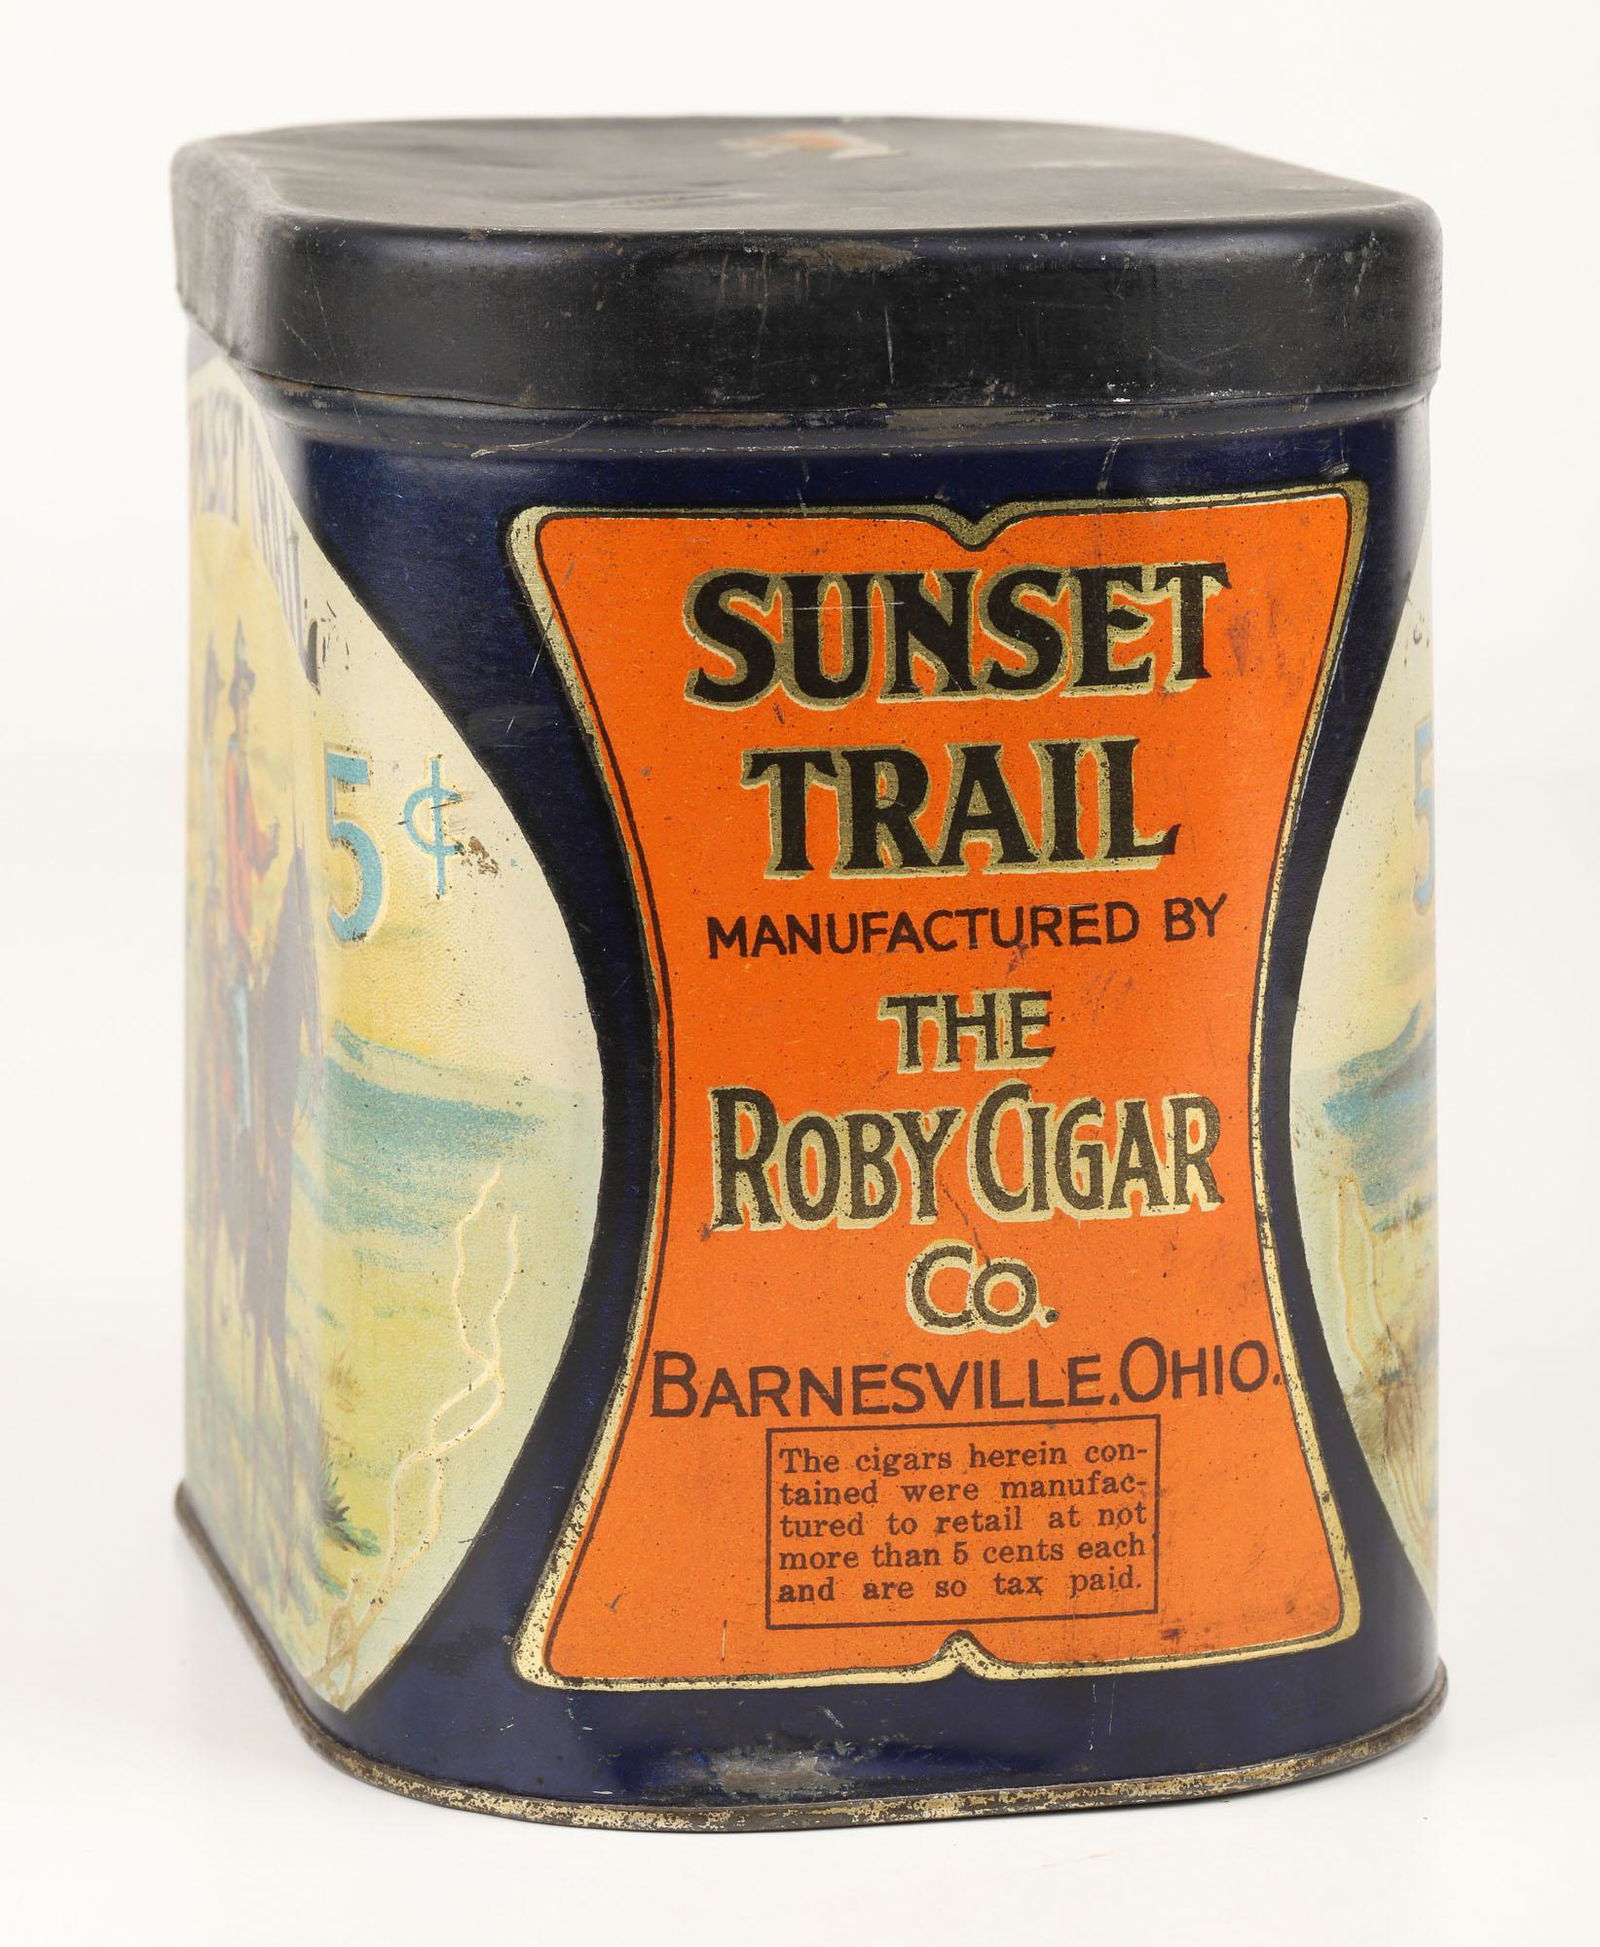 SUNSET
TRAIL
MANUFACTURED BY
THE
ROBY CIGAR
CO.
BARNESVILLE.OHIO.
The cigars herein con-
tained were manufac-
tured to retail at not
more than 5 cents each
and are so tax paid.
5¢
5